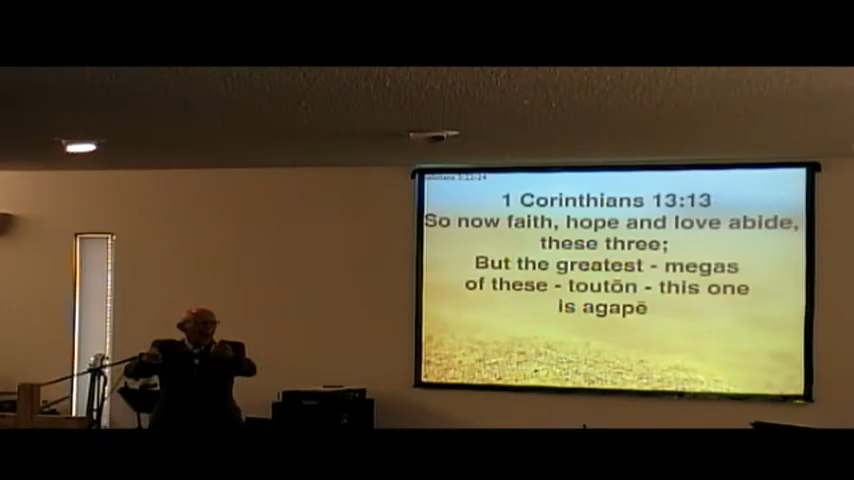 1 Corinthians 13:13
So now faith, hope and love abide,
these three;
But the greatest - megas
of these - toutōn - this one
is agapē